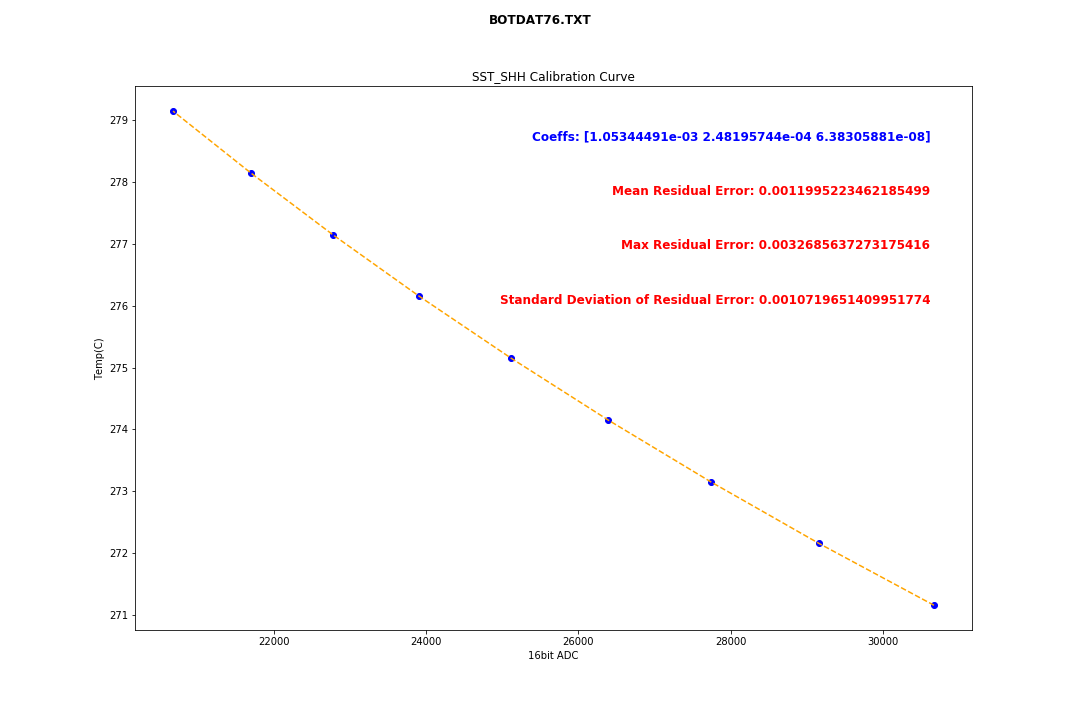 BOTDAT76.TXT
SST_SHH Calibration Curve
Coeffs: [1.05344491e-03 2.48195744e-04 6.38305881e-08]
Mean Residual Error: 0.0011995223462185499
Max Residual Error: 0.0032685637273175416
Standard Deviation of Residual Error: 0.0010719651409951774
Temp(C)
279
278
277
276
275
274
273
272
271
22000 24000 26000 28000 30000
16bit ADC